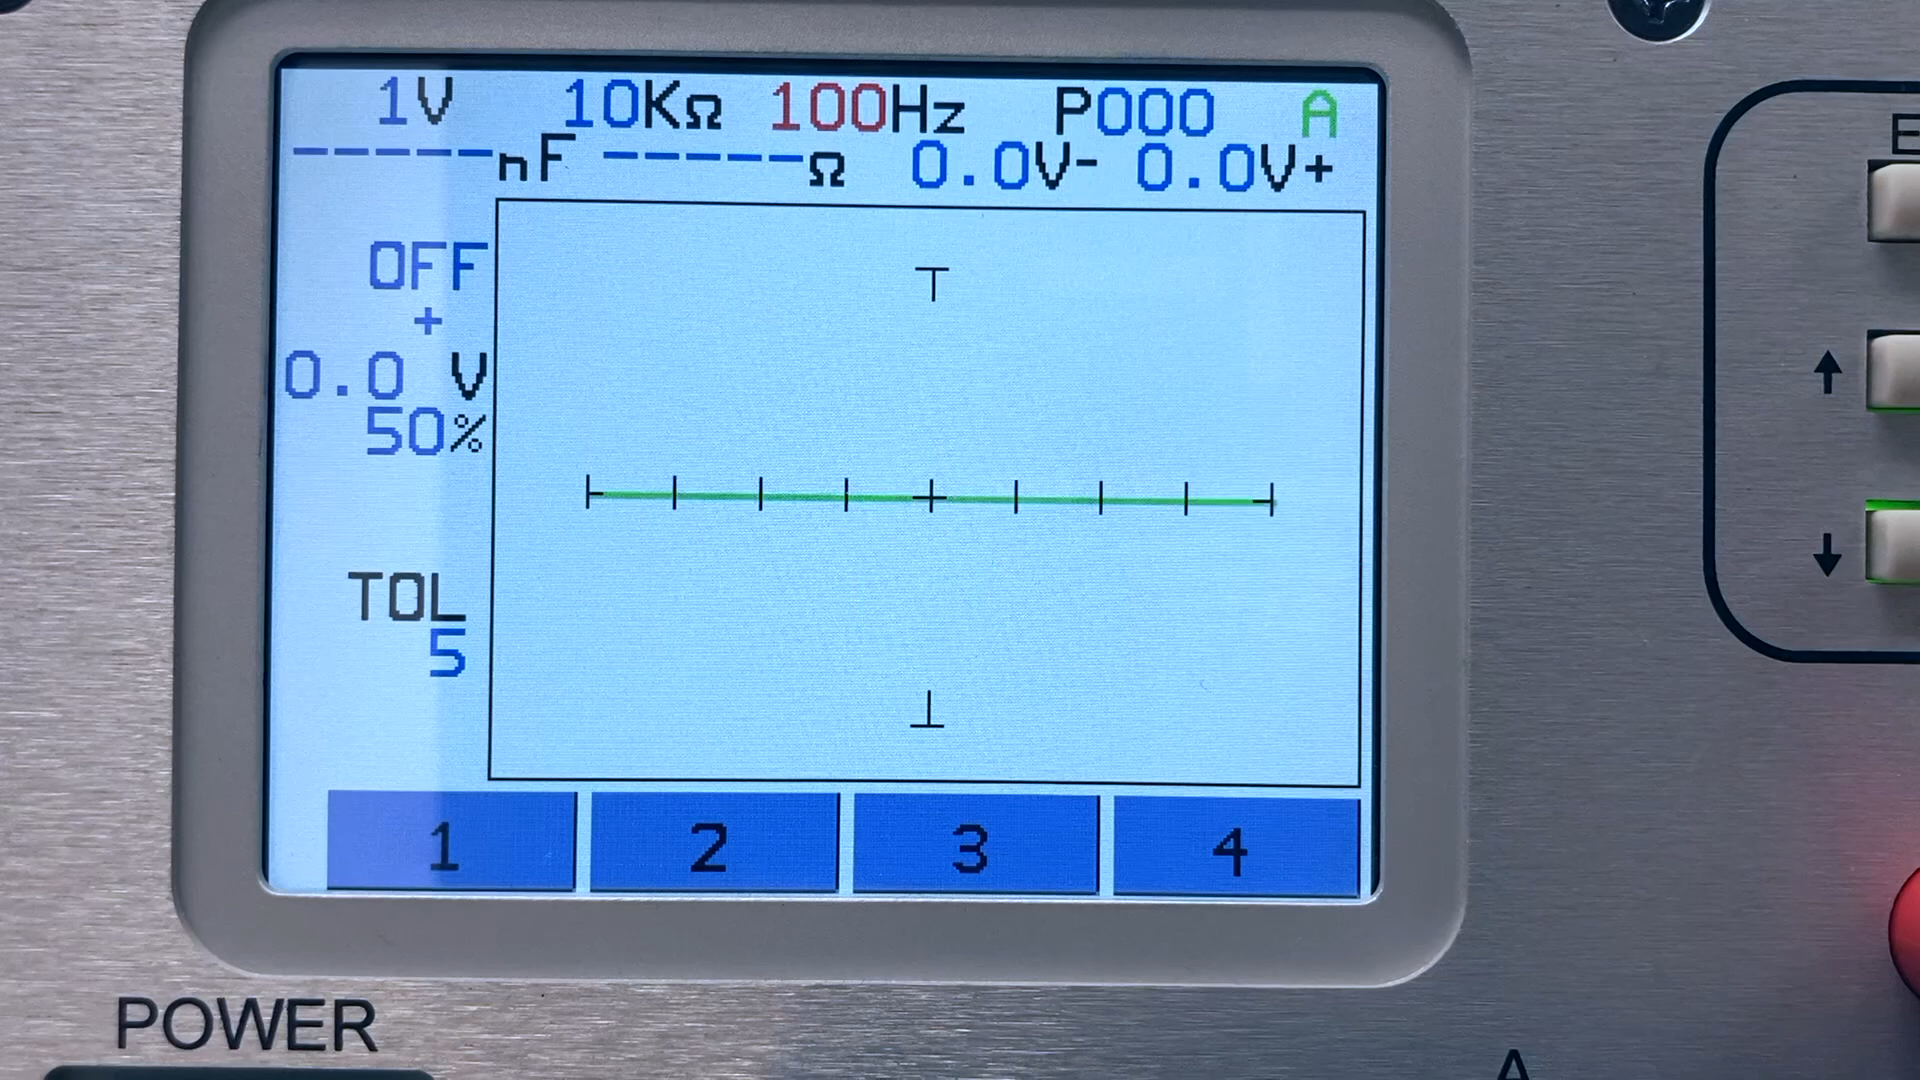 1V 10KΩ 100Hz P000 A
------nF ------Ω 0.0V- 0.0V+
OFF
+
0.0 V
50%
TOL
5
1 2 3 4
POWER
A